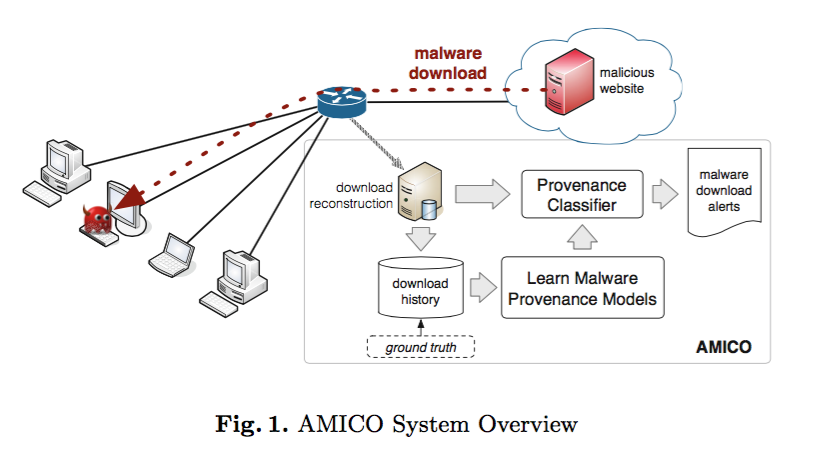 malware
download
malicious
website
download
reconstruction
Provenance
Classifier
malware
download
alerts
download
history
Learn Malware
Provenance Models
ground truth
AMICO
Fig. 1. AMICO System Overview